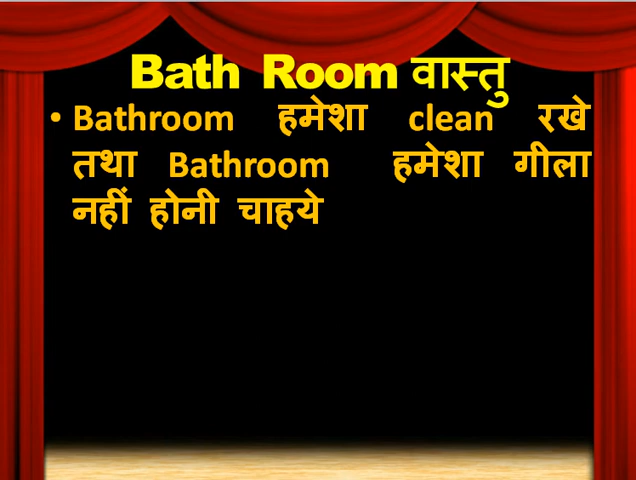 Bath Room वास्तु
• Bathroom हमेशा clean रखे
तथा Bathroom हमेशा गीला
नहीं होनी चाहये